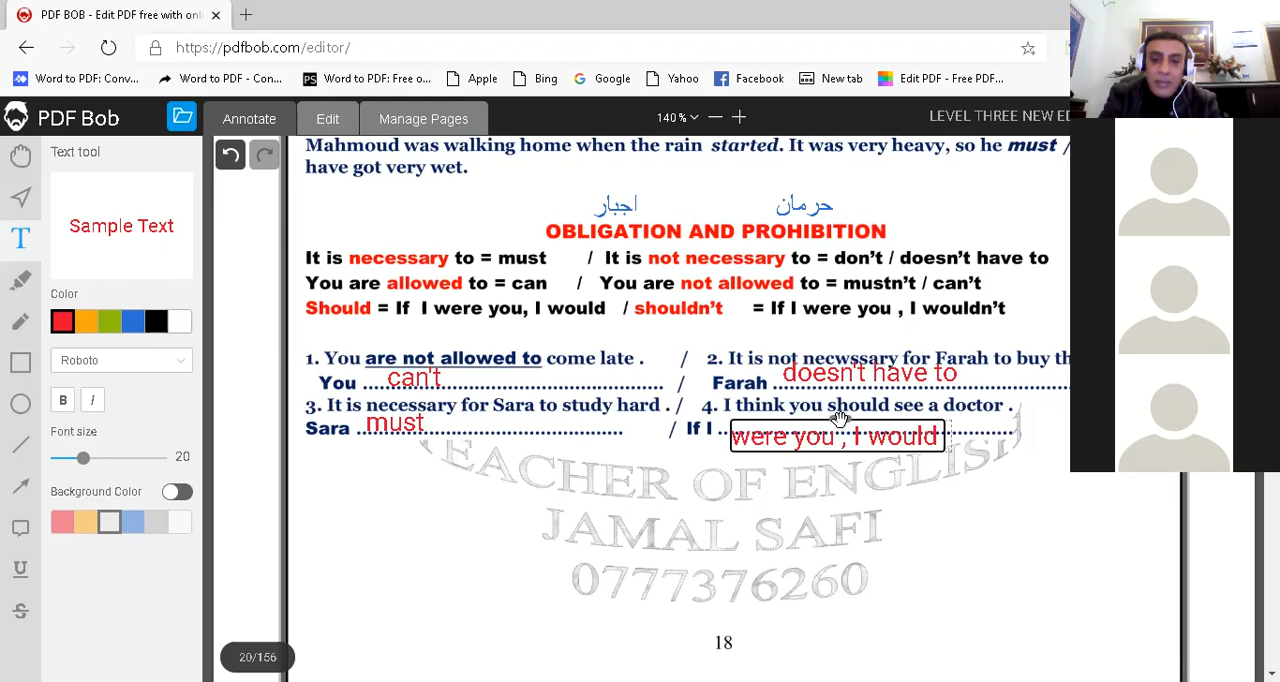 PDF BOB - Edit PDF free with onl
https://pdfbob.com/editor/
Word to PDF: Conv... Word to PDF - Con... Word to PDF: Free o... Apple Bing Google Yahoo Facebook New tab Edit PDF - Free PDF...
PDF Bob Annotate Edit Manage Pages 140% LEVEL THREE NEW ED
Text tool
Sample Text
Color
Roboto
B I
Font size
20
Background Color
Mahmoud was walking home when the rain started. It was very heavy, so he must /
have got very wet.
اجبار حرمان
OBLIGATION AND PROHIBITION
It is necessary to = must / It is not necessary to = don't / doesn't have to
You are allowed to = can / You are not allowed to = mustn't / can't
Should = If I were you, I would / shouldn't = If I were you , I wouldn't
1. You are not allowed to come late . / 2. It is not necwssary for Farah to buy th
You can't / Farah doesn't have to
3. It is necessary for Sara to study hard . / 4. I think you should see a doctor .
Sara must / If I were you , I would
TEACHER OF ENGLISH
JAMAL SAFI
0777376260
18
20/156